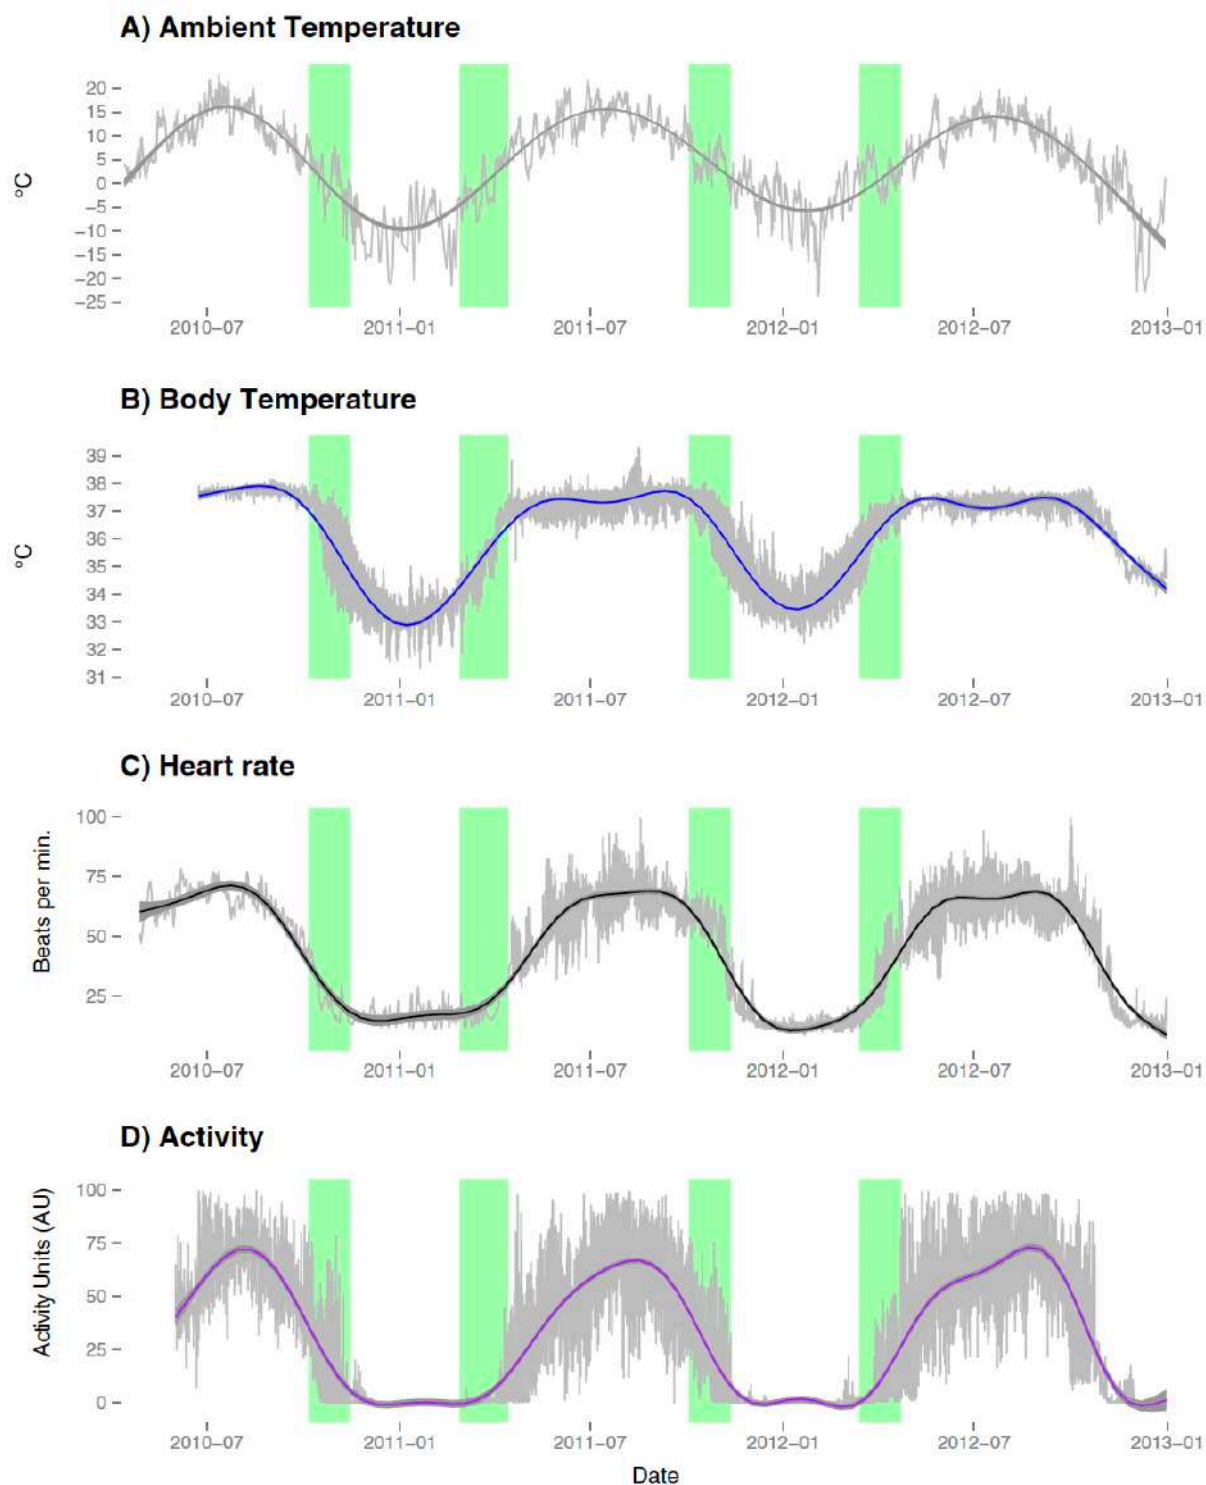 A) Ambient Temperature
ºC
20
15
10
5
0
−5
−10
−15
−20
−25
2010−07 2011−01 2011−07 2012−01 2012−07 2013−01
B) Body Temperature
ºC
39
38
37
36
35
34
33
32
31
2010−07 2011−01 2011−07 2012−01 2012−07 2013−01
C) Heart rate
Beats per min.
100
75
50
25
2010−07 2011−01 2011−07 2012−01 2012−07 2013−01
D) Activity
Activity Units (AU)
100
75
50
25
0
2010−07 2011−01 2011−07 2012−01 2012−07 2013−01
Date